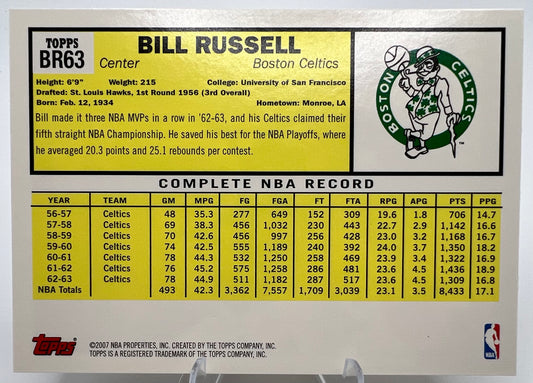 TOPPS
BR63
BILL RUSSELL
Center Boston Celtics
Height: 6'9" Weight: 215 College: University of San Francisco
Drafted: St. Louis Hawks, 1st Round 1956 (3rd Overall)
Born: Feb. 12, 1934 Hometown: Monroe, LA
Bill made it three NBA MVPs in a row in '62-63, and his Celtics claimed their
fifth straight NBA Championship. He saved his best for the NBA Playoffs, where
he averaged 20.3 points and 25.1 rebounds per contest.
BOSTON CELTICS
TM
COMPLETE NBA RECORD
YEAR TEAM GM MPG FG FGA FT FTA RPG APG PTS PPG
56-57 Celtics 48 35.3 277 649 152 309 19.6 1.8 706 14.7
57-58 Celtics 69 38.3 456 1,032 230 443 22.7 2.9 1,142 16.6
58-59 Celtics 70 42.6 456 997 256 428 23.0 3.2 1,168 16.7
59-60 Celtics 74 42.5 555 1,189 240 392 24.0 3.7 1,350 18.2
60-61 Celtics 78 44.3 532 1,250 258 469 23.9 3.4 1,322 16.9
61-62 Celtics 76 45.2 575 1,258 286 481 23.6 4.5 1,436 18.9
62-63 Celtics 78 44.9 511 1,182 287 517 23.6 4.5 1,309 16.8
NBA Totals 493 42.3 3,362 7,557 1,709 3,039 23.1 3.5 8,433 17.1
Topps
©2007 NBA PROPERTIES, INC. CREATED BY THE TOPPS COMPANY, INC.
TOPPS IS A REGISTERED TRADEMARK OF THE TOPPS COMPANY, INC.
NBA